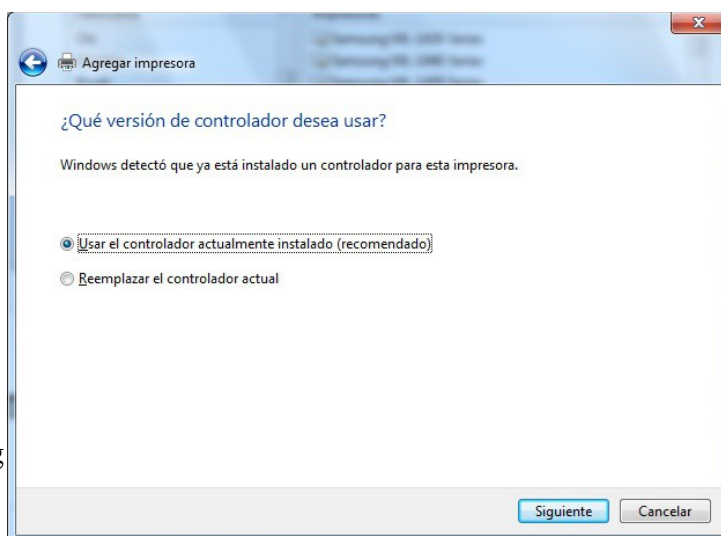 Agregar impresora
¿Qué versión de controlador desea usar?
Windows detectó que ya está instalado un controlador para esta impresora.
Usar el controlador actualmente instalado (recomendado)
Reemplazar el controlador actual
Siguiente
Cancelar